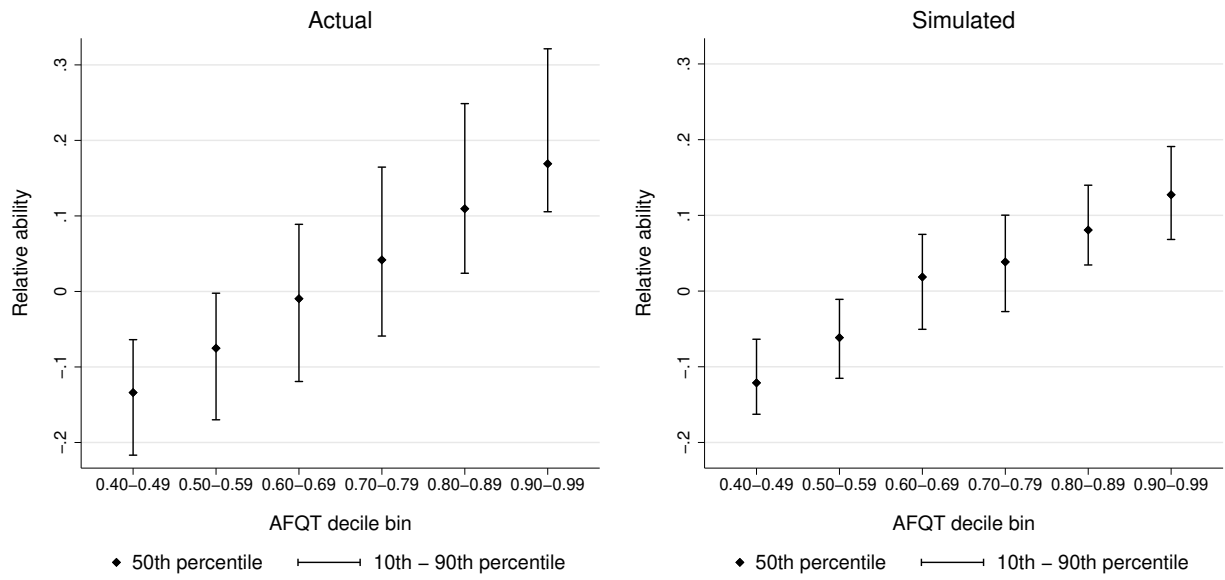 Actual
Relative ability
.3
.2
.1
0
−.1
−.2
0.40−0.49 0.50−0.59 0.60−0.69 0.70−0.79 0.80−0.89 0.90−0.99
AFQT decile bin
50th percentile 10th − 90th percentile
Simulated
Relative ability
.3
.2
.1
0
−.1
−.2
0.40−0.49 0.50−0.59 0.60−0.69 0.70−0.79 0.80−0.89 0.90−0.99
AFQT decile bin
50th percentile 10th − 90th percentile